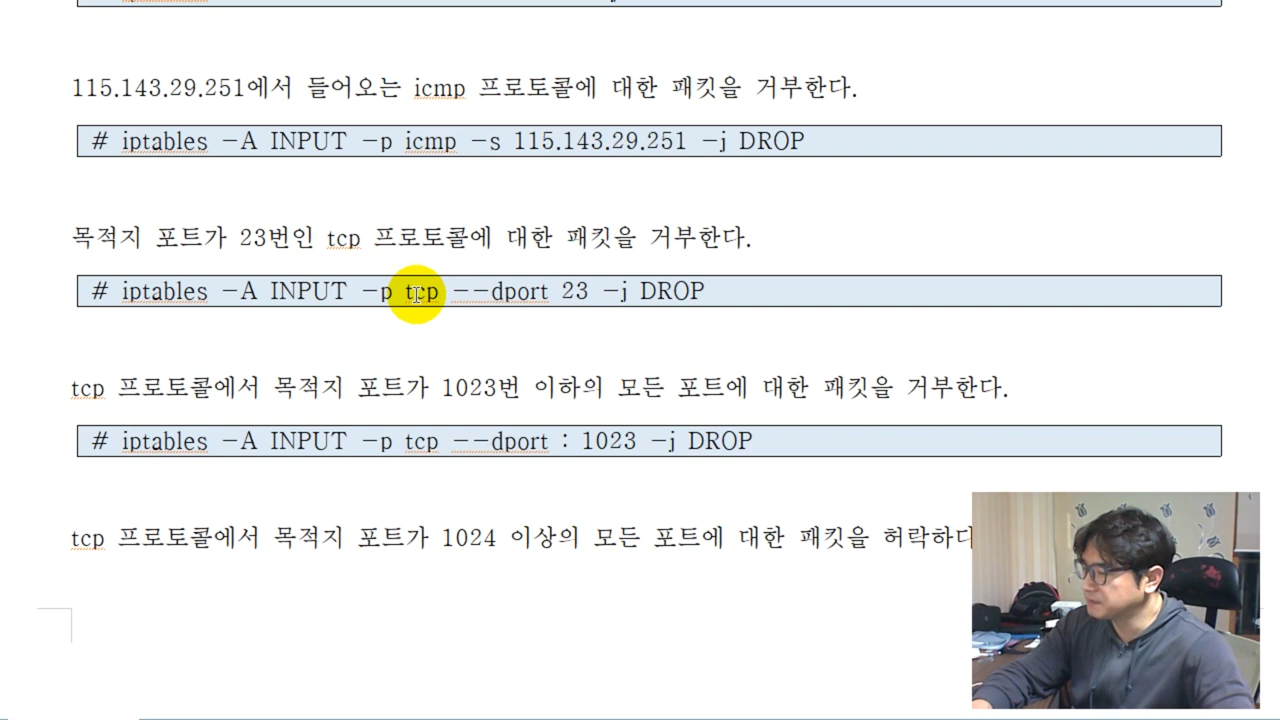 115.143.29.251에서 들어오는 icmp 프로토콜에 대한 패킷을 거부한다.
# iptables -A INPUT -p icmp -s 115.143.29.251 -j DROP
목적지 포트가 23번인 tcp 프로토콜에 대한 패킷을 거부한다.
# iptables -A INPUT -p tcp --dport 23 -j DROP
tcp 프로토콜에서 목적지 포트가 1023번 이하의 모든 포트에 대한 패킷을 거부한다.
# iptables -A INPUT -p tcp --dport : 1023 -j DROP
tcp 프로토콜에서 목적지 포트가 1024 이상의 모든 포트에 대한 패킷을